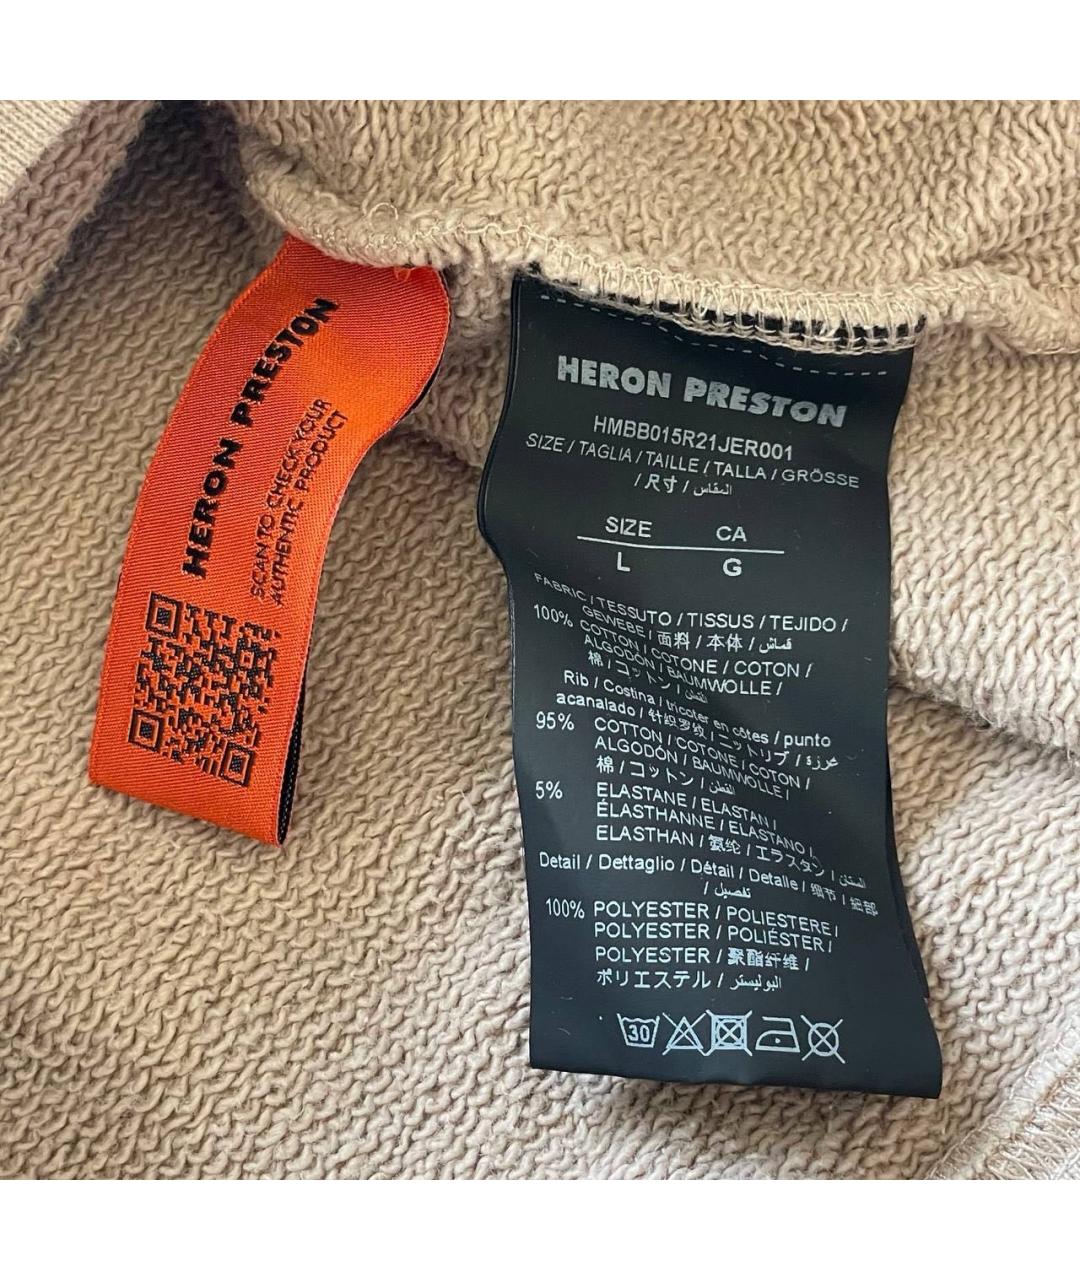 HERON PRESTON
SCAN TO CHECK YOUR
AUTHENTIC PRODUCT
HERON PRESTON
HMBB015R21JER001
SIZE / TAGLIA / TAILLE / TALLA / GRÖSSE
/ 尺寸 / المقاس
SIZE CA
L G
FABRIC / TESSUTO / TISSUS / TEJIDO /
GEWEBE / 面料 / 本体 / قماش
100% COTTON / COTONE / COTON /
ALGODÓN / BAUMWOLLE /
棉 / コットン / القطن
Rib / Costina / tricoter en côtes / punto
acanalado / 针织罗纹 / ニットリブ / غرزة
95% COTTON / COTONE / COTON /
ALGODÓN / BAUMWOLLE /
棉 / コットン / القطن
5% ELASTANE / ELASTAN /
ÉLASTHANNE / ELASTANO /
ELASTHAN / 氨纶 / エラスタン /
Detail / Dettaglio / Détail / Detalle / 细节 / 細部
/ تفصيل
100% POLYESTER / POLIESTERE /
POLYESTER / POLIÉSTER /
POLYESTER / 聚酯纤维 /
ポリエステル / البوليستر
30